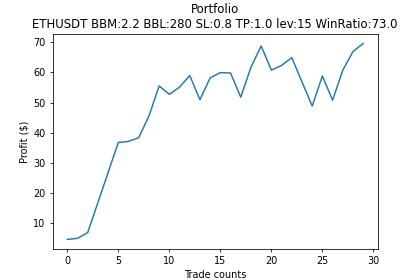 Portfolio
ETHUSDT BBM:2.2 BBL:280 SL:0.8 TP:1.0 lev:15 WinRatio:73.0
70
60
50
40
30
20
10
Profit ($)
0 5 10 15 20 25 30
Trade counts